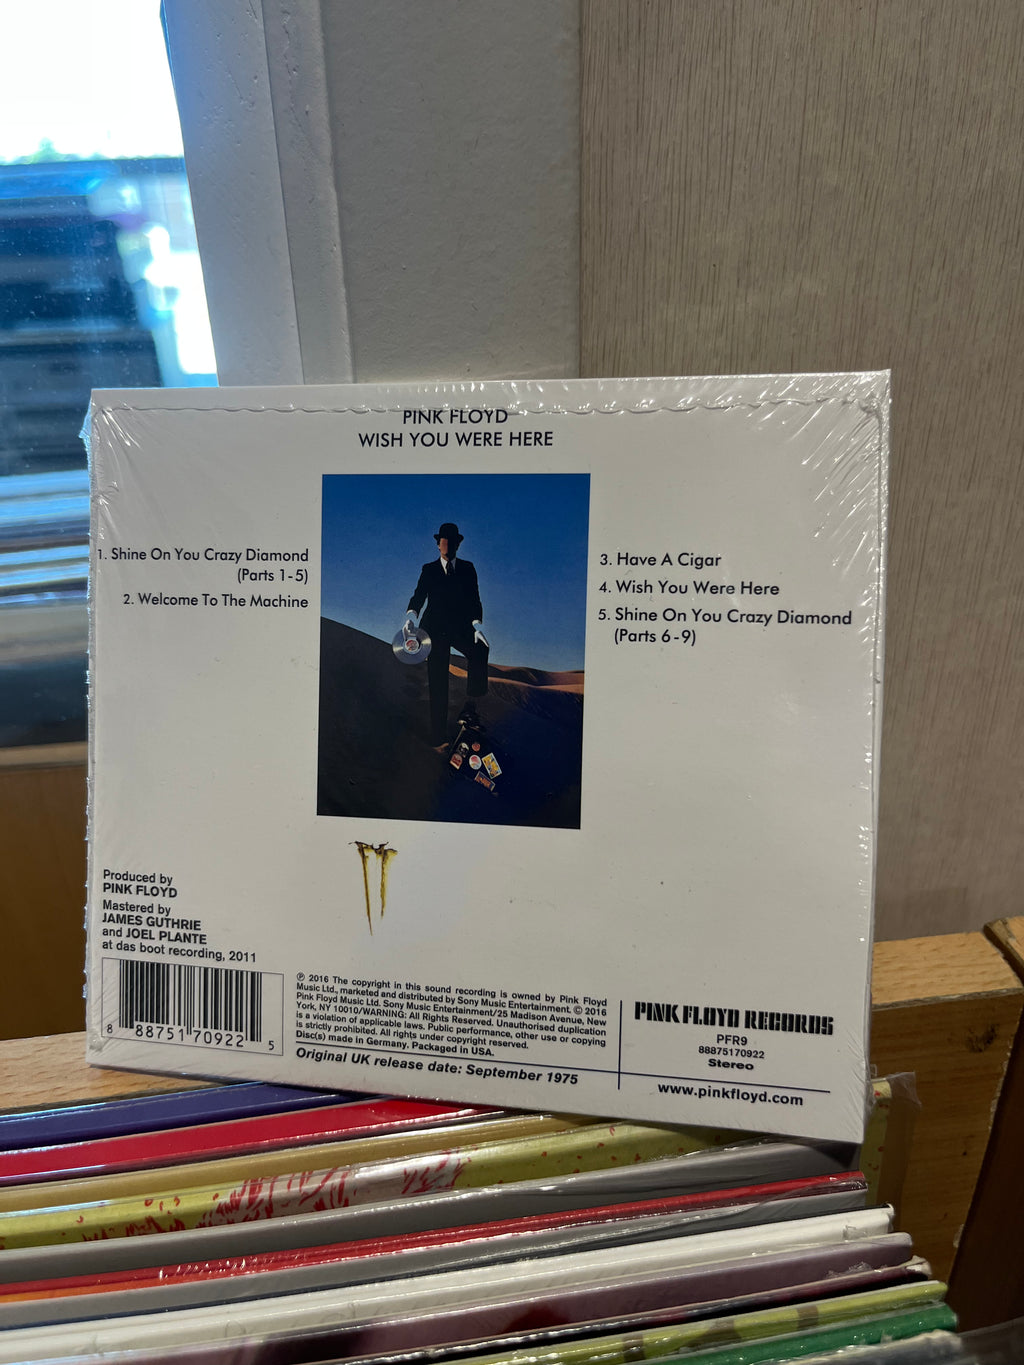 PINK FLOYD
WISH YOU WERE HERE
1. Shine On You Crazy Diamond
(Parts 1-5)
2. Welcome To The Machine
3. Have A Cigar
4. Wish You Were Here
5. Shine On You Crazy Diamond
(Parts 6-9)
Produced by
PINK FLOYD
Mastered by
JAMES GUTHRIE
and JOEL PLANTE
at das boot recording, 2011
8 88751 70922 5
℗ 2016 The copyright in this sound recording is owned by Pink Floyd
Music Ltd., marketed and distributed by Sony Music Entertainment. © 2016
Pink Floyd Music Ltd. Sony Music Entertainment/25 Madison Avenue, New
York, NY 10010/WARNING: All Rights Reserved. Unauthorised duplication
is a violation of applicable laws. Public performance, other use or copying
is strictly prohibited. All rights under copyright reserved.
Disc(s) made in Germany. Packaged in USA.
Original UK release date: September 1975
PINK FLOYD RECORDS
PFR9
88875170922
Stereo
www.pinkfloyd.com